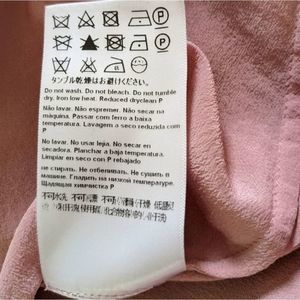 P
P
タンブル乾燥はお避けください。
Do not wash. Do not bleach. Do not tumble
dry. Iron low heat. Reduced dryclean P
Não lavar. Não usar lixívia. Não secar na
máquina. Passar com ferro a baixa
temperatura. Lavagem a seco reduzida com
P
No lavar. No usar lejía. No secar en
secadora. Planchar a baja temperatura.
Limpiar en seco con P rebajado
не стирать. Не отбеливать. Не сушить в
машине. Гладить на низкой температуре.
Щадящая химчистка P